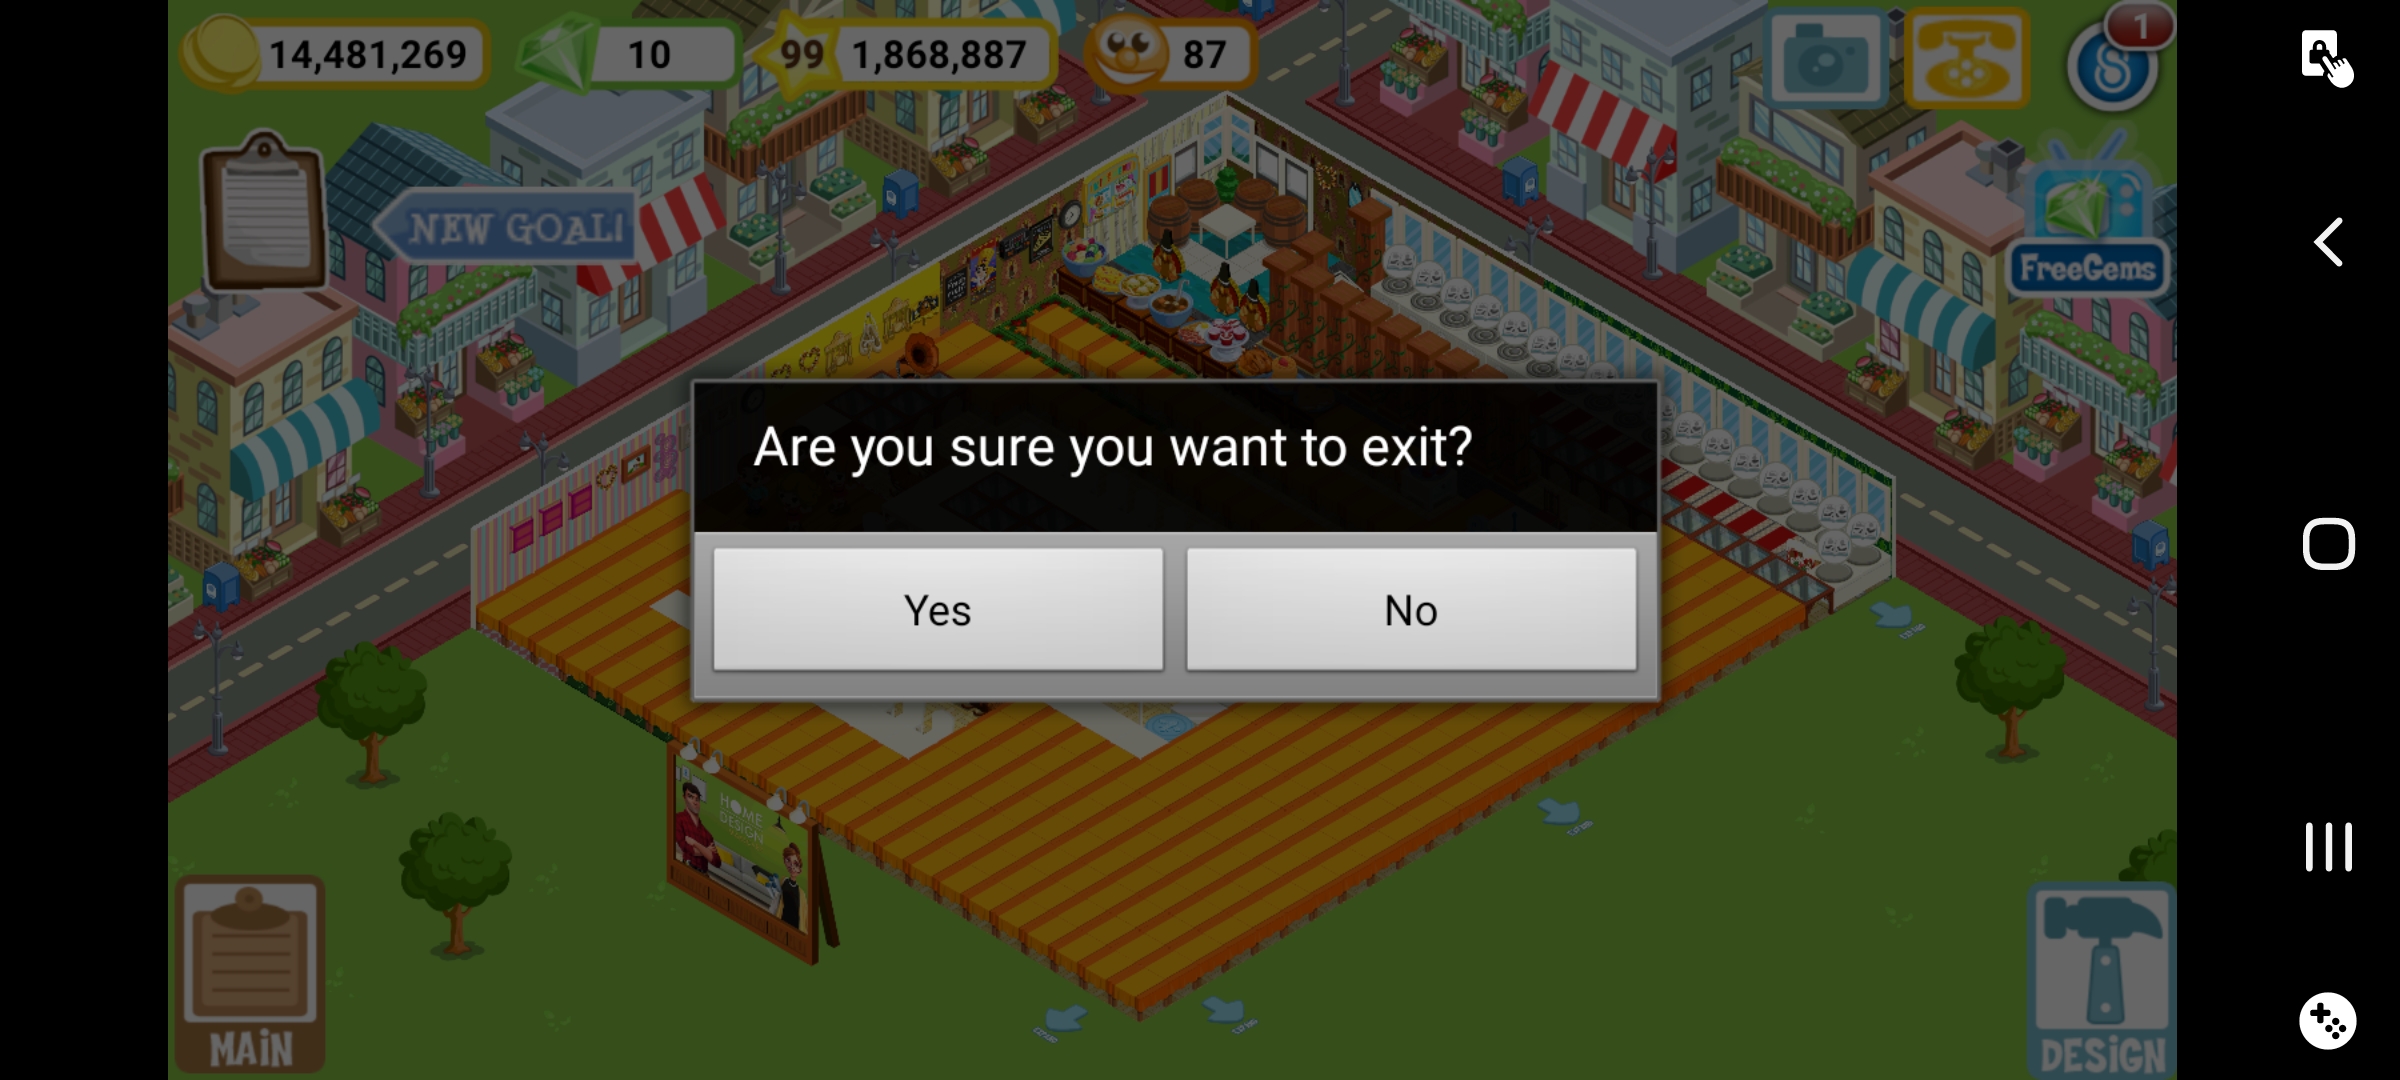 14,481,269
10
99 1,868,887
87
1
NEW GOAL!
FreeGems
Are you sure you want to exit?
Yes
No
HOME
DESIGN
MAIN
DESIGN